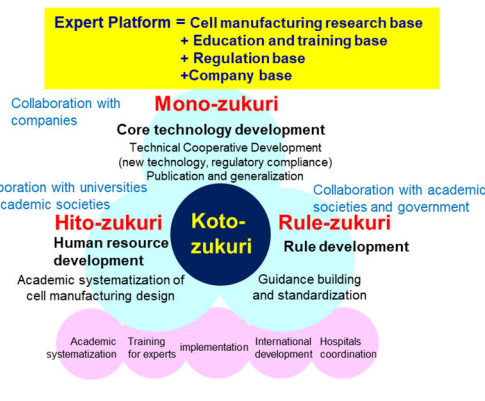 Expert Platform = Cell manufacturing research base
+ Education and training base
+ Regulation base
+Company base
Collaboration with
companies
Mono-zukuri
Core technology development
Technical Cooperative Development
(new technology, regulatory compliance)
Publication and generalization
boration with universities
academic societies
Collaboration with academic
societies and government
Hito-zukuri
Human resource
development
Academic systematization of
cell manufacturing design
Koto-
zukuri
Rule-zukuri
Rule development
Guidance building
and standardization
Academic
systematization
Training
for experts
implementation
International
development
Hospitals
coordination